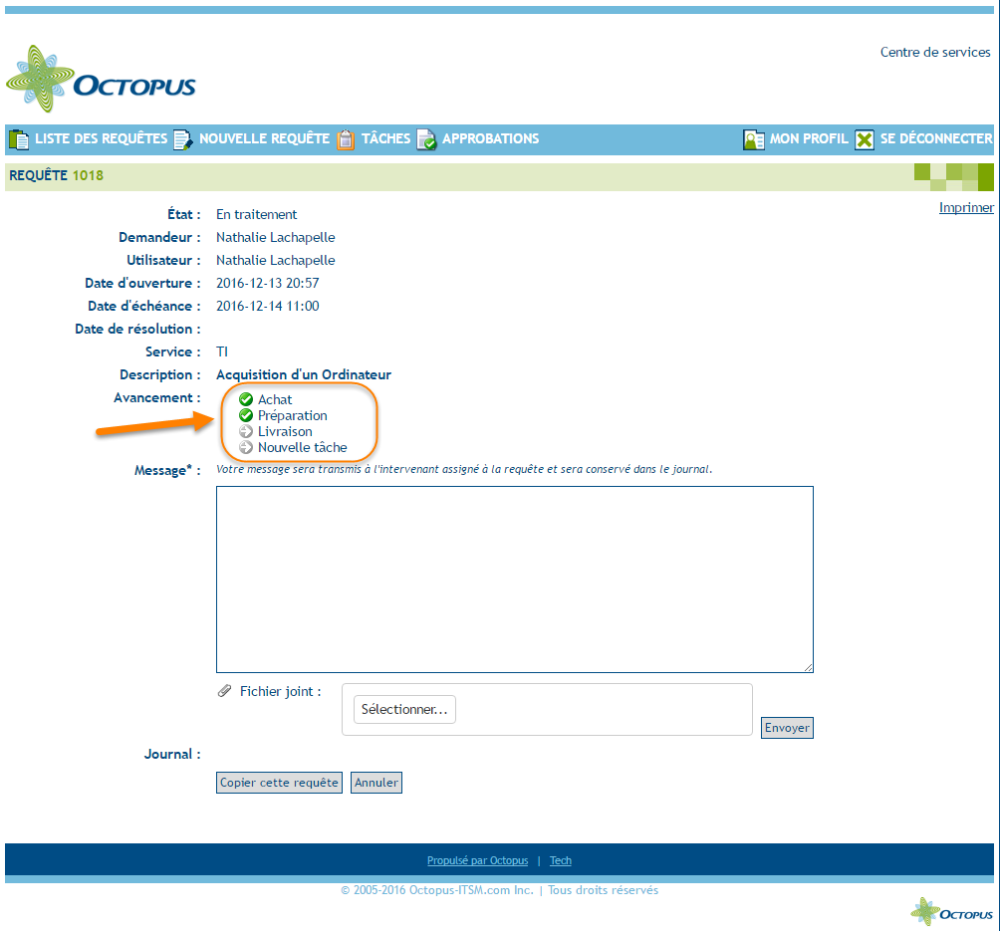 Centre de services
OCTOPUS
LISTE DES REQUÊTES NOUVELLE REQUÊTE TÂCHES APPROBATIONS MON PROFIL SE DÉCONNECTER
REQUÊTE 1018
Imprimer
État : En traitement
Demandeur : Nathalie Lachapelle
Utilisateur : Nathalie Lachapelle
Date d'ouverture : 2016-12-13 20:57
Date d'échéance : 2016-12-14 11:00
Date de résolution :
Service : TI
Description : Acquisition d'un Ordinateur
Avancement : Achat
Préparation
Livraison
Nouvelle tâche
Message* : Votre message sera transmis à l'intervenant assigné à la requête et sera conservé dans le journal.
Fichier joint : Sélectionner...
Envoyer
Journal :
Copier cette requête Annuler
Propulsé par Octopus | Tech
© 2005-2016 Octopus-ITSM.com Inc. | Tous droits réservés
OCTOPUS